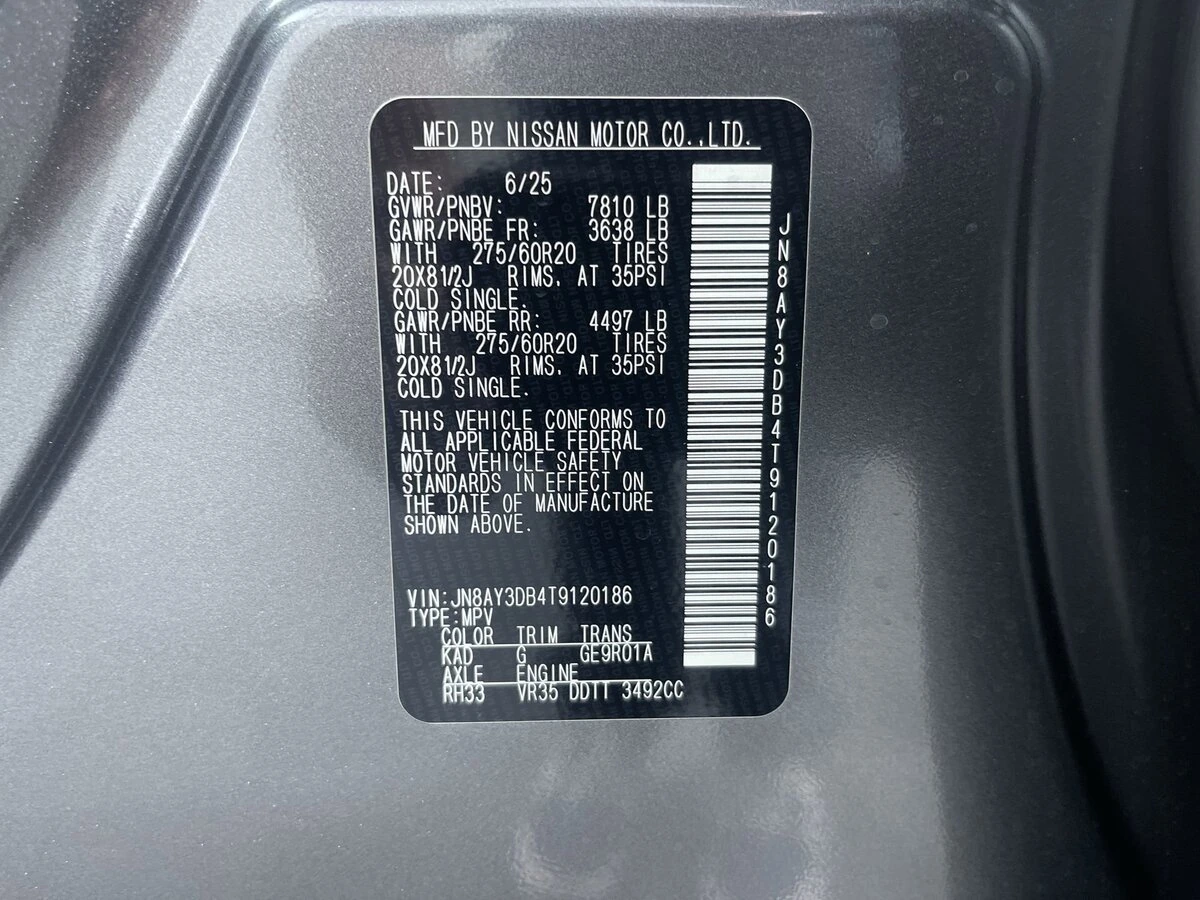 MFD BY NISSAN MOTOR CO.,LTD.
DATE: 6/25
GVWR/PNBV: 7810 LB
GAWR/PNBE FR: 3638 LB
WITH 275/60R20 TIRES
20X81/2J RIMS. AT 35PSI
COLD SINGLE.
GAWR/PNBE RR: 4497 LB
WITH 275/60R20 TIRES
20X81/2J RIMS. AT 35PSI
COLD SINGLE.
THIS VEHICLE CONFORMS TO
ALL APPLICABLE FEDERAL
MOTOR VEHICLE SAFETY
STANDARDS IN EFFECT ON
THE DATE OF MANUFACTURE
SHOWN ABOVE.
VIN:JN8AY3DB4T9120186
TYPE:MPV
COLOR TRIM TRANS
KAD G GE9R01A
AXLE ENGINE
RH33 VR35 DDTT 3492CC
JN8AY3DB4T9120186